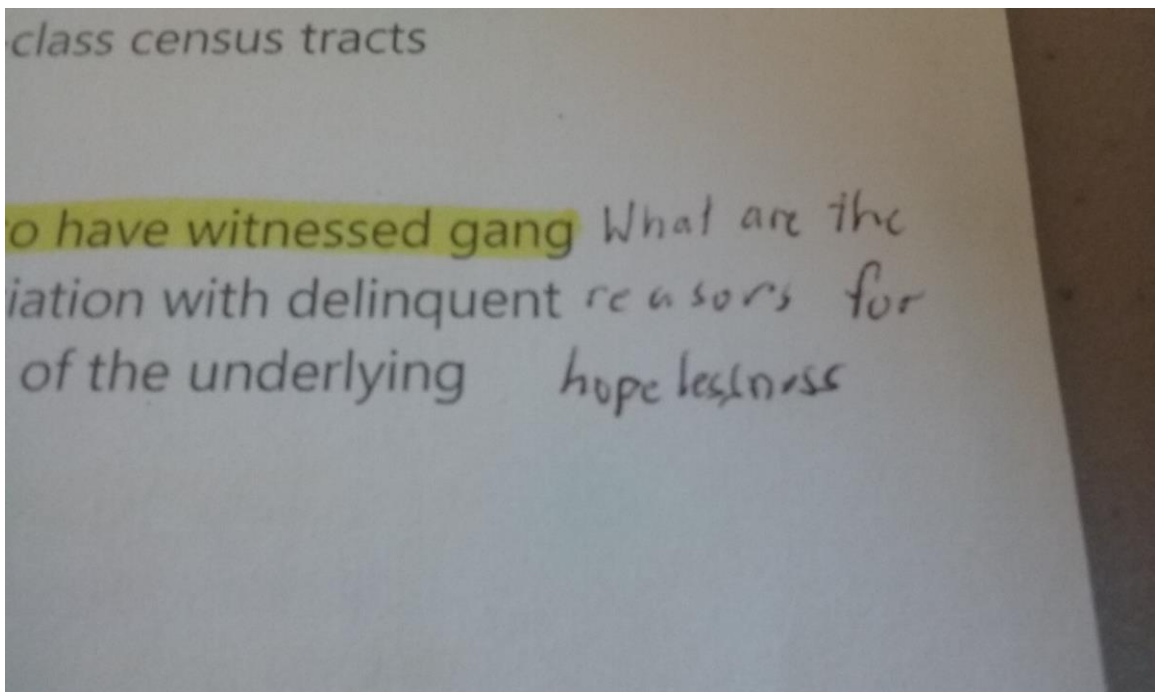 -class census tracts
o have witnessed gang What are the
iation with delinquent reasons for
of the underlying hopelessness